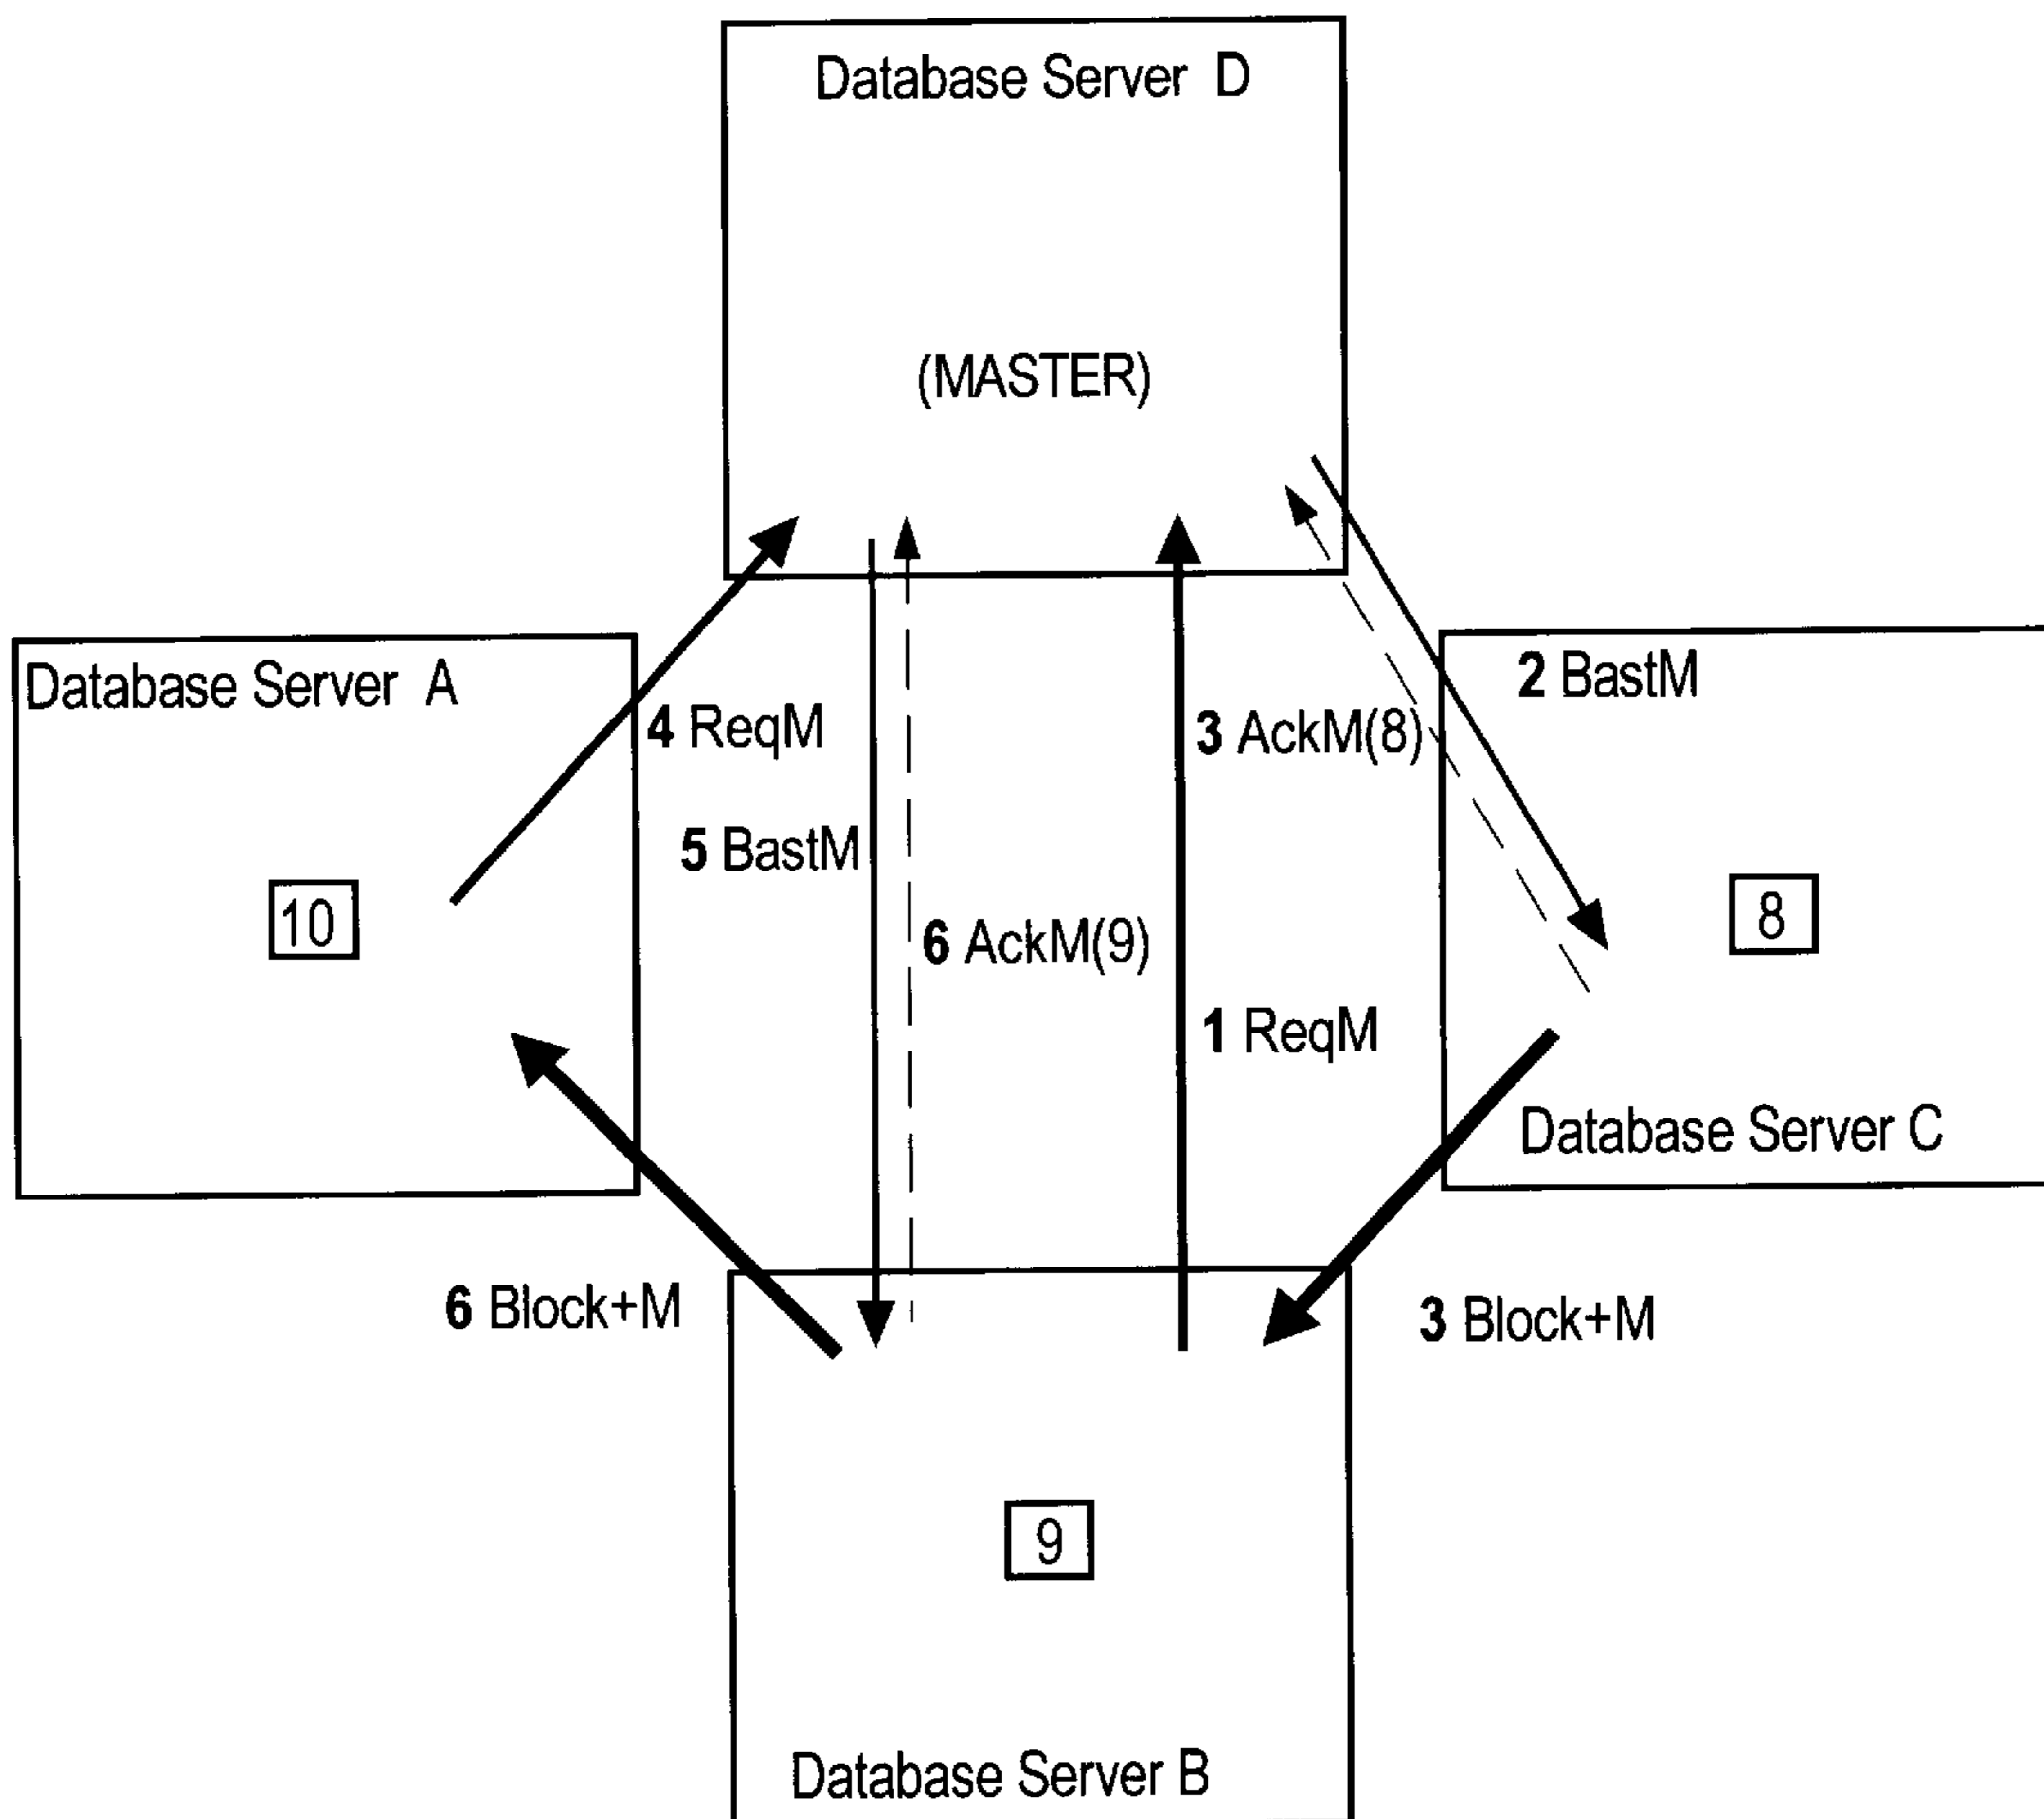 Database Server D
(MASTER)
Database Server A
2 BastM
4 ReqM
3 AckM(8)
5 BastM
10
8
6 AckM(9)
1 ReqM
Database Server C
6 Block+M
3 Block+M
9
Database Server B